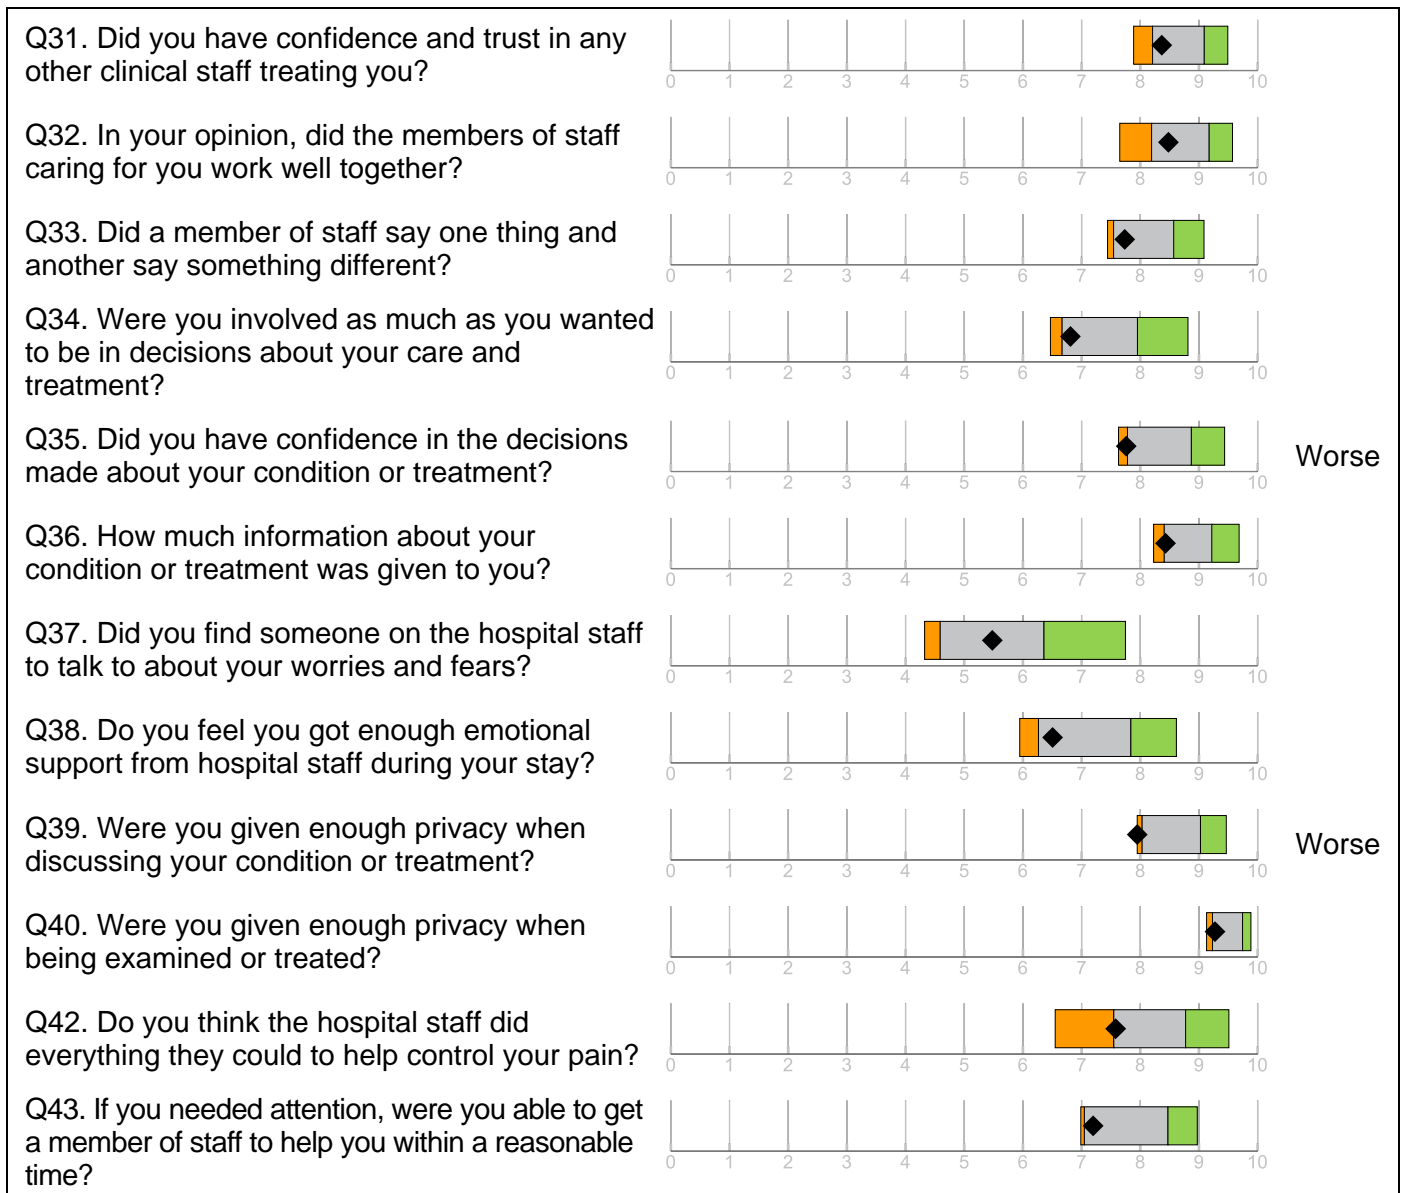 Q31. Did you have confidence and trust in any
other clinical staff treating you?
0 1 2 3 4 5 6 7 8 9 10
Q32. In your opinion, did the members of staff
caring for you work well together?
0 1 2 3 4 5 6 7 8 9 10
Q33. Did a member of staff say one thing and
another say something different?
0 1 2 3 4 5 6 7 8 9 10
Q34. Were you involved as much as you wanted
to be in decisions about your care and
treatment?
0 1 2 3 4 5 6 7 8 9 10
Q35. Did you have confidence in the decisions
made about your condition or treatment?
Worse
0 1 2 3 4 5 6 7 8 9 10
Q36. How much information about your
condition or treatment was given to you?
0 1 2 3 4 5 6 7 8 9 10
Q37. Did you find someone on the hospital staff
to talk to about your worries and fears?
0 1 2 3 4 5 6 7 8 9 10
Q38. Do you feel you got enough emotional
support from hospital staff during your stay?
0 1 2 3 4 5 6 7 8 9 10
Q39. Were you given enough privacy when
discussing your condition or treatment?
Worse
0 1 2 3 4 5 6 7 8 9 10
Q40. Were you given enough privacy when
being examined or treated?
0 1 2 3 4 5 6 7 8 9 10
Q42. Do you think the hospital staff did
everything they could to help control your pain?
0 1 2 3 4 5 6 7 8 9 10
Q43. If you needed attention, were you able to get
a member of staff to help you within a reasonable
time?
0 1 2 3 4 5 6 7 8 9 10